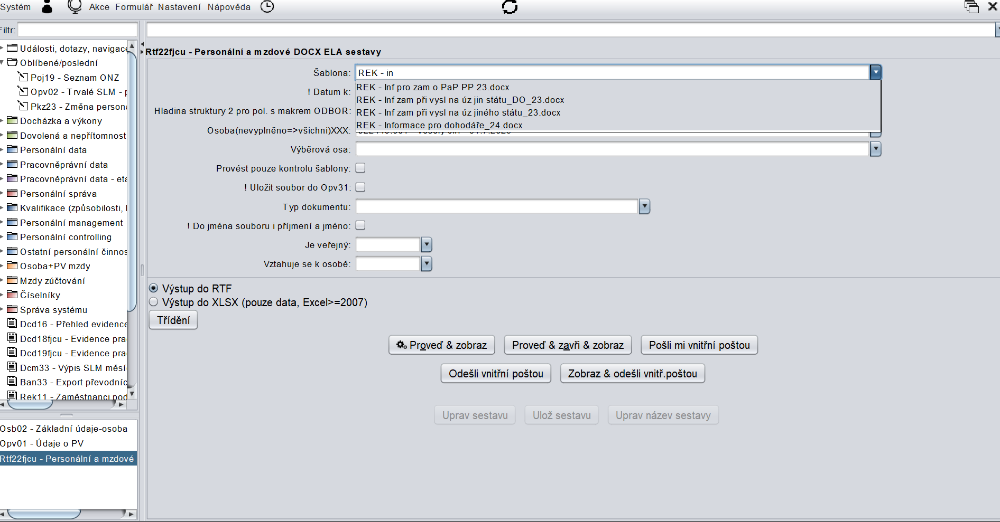 Systém Akce Formulář Nastavení Nápověda
Filtr:
Události, dotazy, navigace
Oblíbené/poslední
Poj19 - Seznam ONZ
Opv02 - Trvalé SLM - p
Pkz23 - Změna persona
Docházka a výkony
Dovolená a nepřítomnost
Personální data
Pracovněprávní data
Pracovněprávní data - eta
Personální správa
Kvalifikace (způsobilosti,
Personální management
Personální controlling
Ostatní personální činnos
Osoba+PV mzdy
Mzdy zúčtování
Číselníky
Správa systému
Dcd16 - Přehled evidence
Dcd18fjcu - Evidence pra
Dcd19fjcu - Evidence pra
Dcm33 - Výpis SLM měsí
Ban33 - Export převodníc
Rek11 - Zaměstnanci pod
Osb02 - Základní údaje-osoba
Opv01 - Údaje o PV
Rtf22fjcu - Personální a mzdové
Rtf22fjcu - Personální a mzdové DOCX ELA sestavy
Šablona: REK - in
REK - Inf pro zam o PaP PP 23.docx
! Datum k:
REK - Inf zam při vysl na úz jin státu_DO_23.docx
Hladina struktury 2 pro pol. s makrem ODBOR: REK - Inf zam při vysl na úz jiného státu_23.docx
REK - Informace pro dohodáře_24.docx
Osoba(nevyplněno=>všichni)XXX:
Výběrová osa:
Provést pouze kontrolu šablony:
! Uložit soubor do Opv31:
Typ dokumentu:
! Do jména souboru i příjmení a jméno:
Je veřejný:
Vztahuje se k osobě:
Výstup do RTF
Výstup do XLSX (pouze data, Excel>=2007)
Třídění
Proveď & zobraz Proveď & zavři & zobraz Pošli mi vnitřní poštou
Odešli vnitřní poštou Zobraz & odešli vnitř.poštou
Uprav sestavu Ulož sestavu Uprav název sestavy